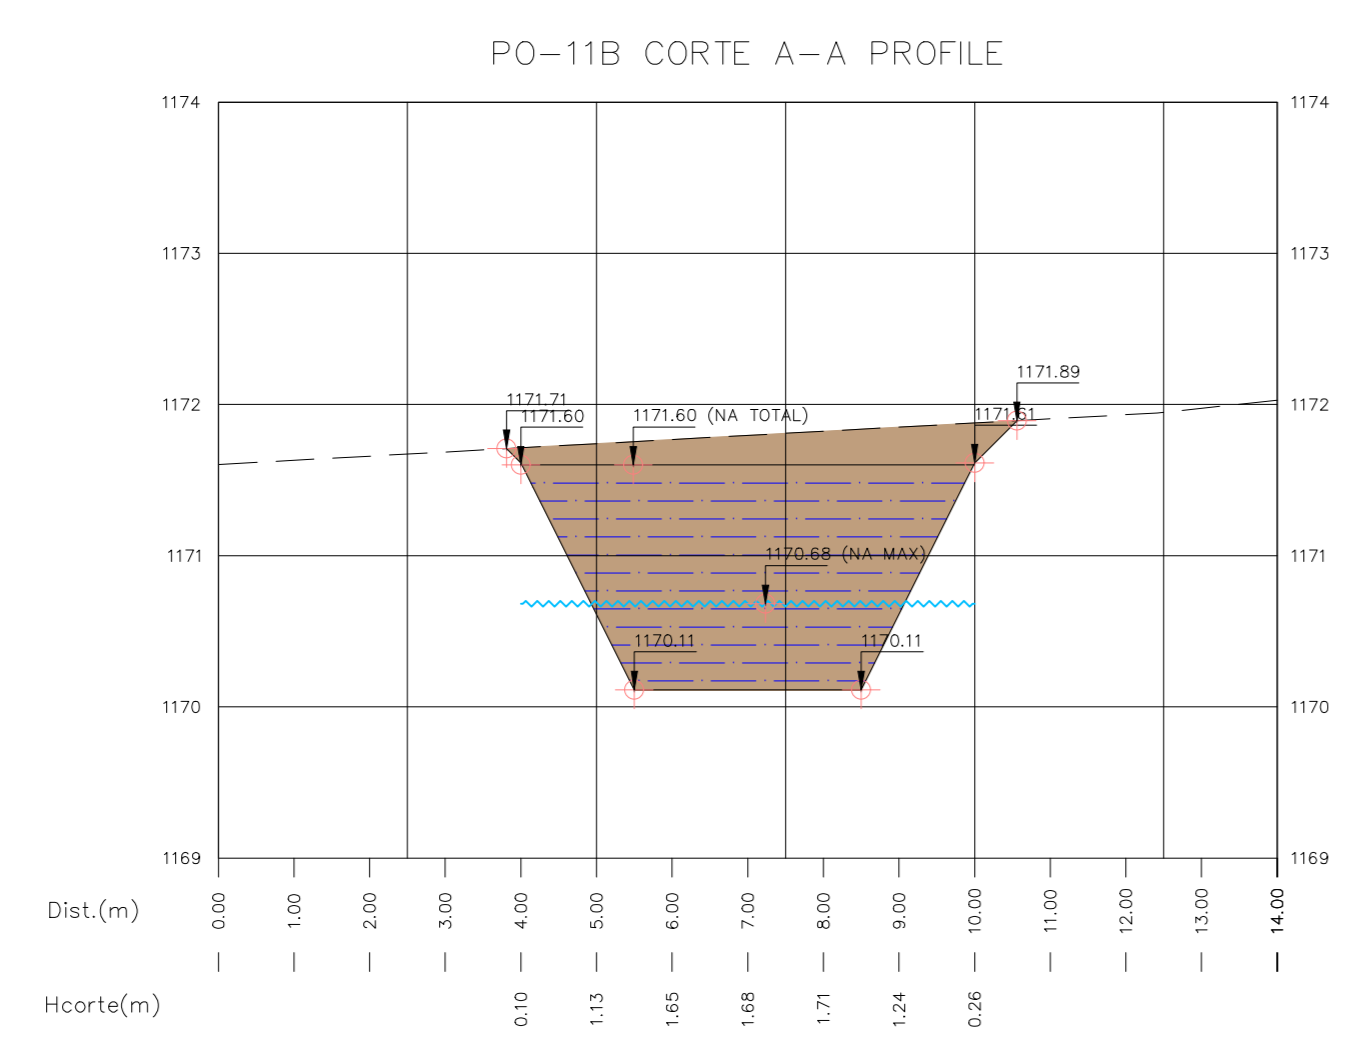 PO-11B CORTE A-A PROFILE
1174 1174
1173 1173
1171.89
1172 1171.71 1172
1171.60 1171.60 (NA TOTAL) 1171.61
1171 1170.68 (NA MAX) 1171
1170.11 1170.11
1170 1170
1169 1169
Dist.(m) 0.00 1.00 2.00 3.00 4.00 5.00 6.00 7.00 8.00 9.00 10.00 11.00 12.00 13.00 14.00
Hcorte(m) 0.10 1.13 1.65 1.68 1.71 1.24 0.26